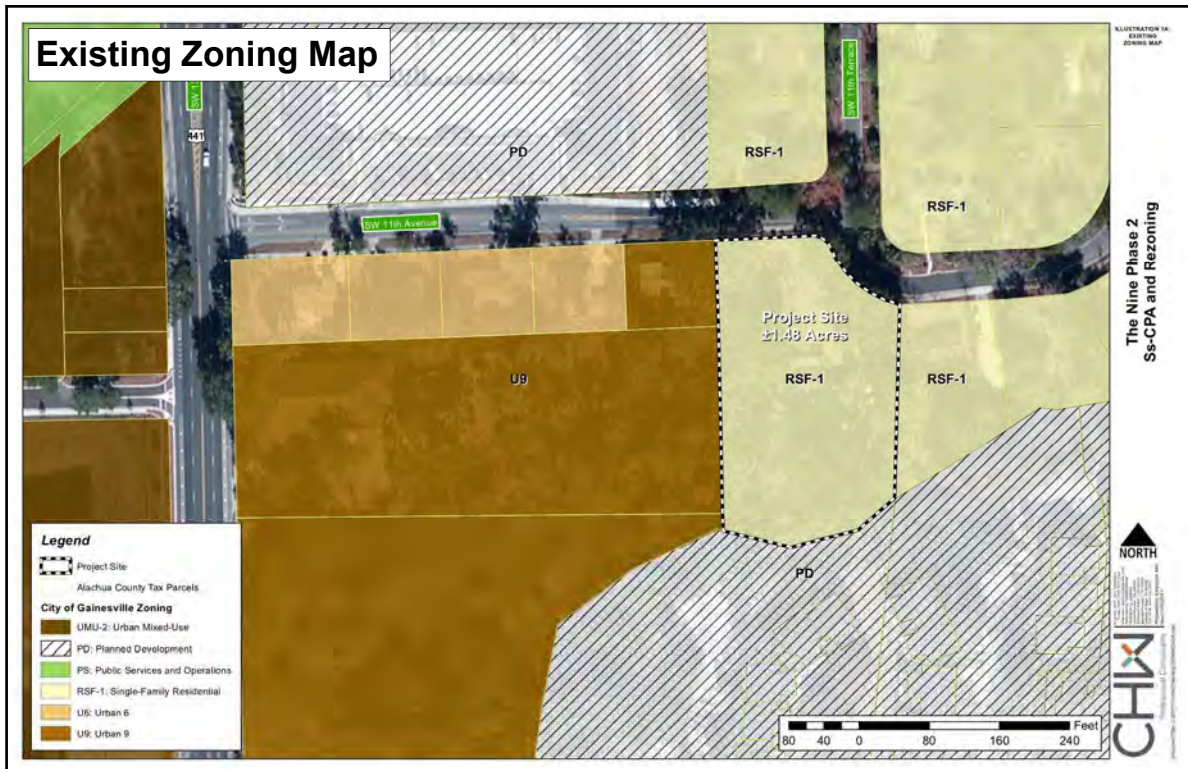 Existing Zoning Map
ILLUSTRATION 1A:
EXISTING
ZONING MAP
441
SW 11th Terrace
PD
RSF-1
RSF-1
SW 11th Avenue
Project Site
±1.48 Acres
U9
RSF-1
RSF-1
PD
The Nine Phase 2
Ss-CPA and Rezoning
Legend
Project Site
Alachua County Tax Parcels
City of Gainesville Zoning
UMU-2: Urban Mixed-Use
PD: Planned Development
PS: Public Services and Operations
RSF-1: Single-Family Residential
U6: Urban 6
U9: Urban 9
NORTH
CHW
Professional Consultants
Feet
80 40 0 80 160 240